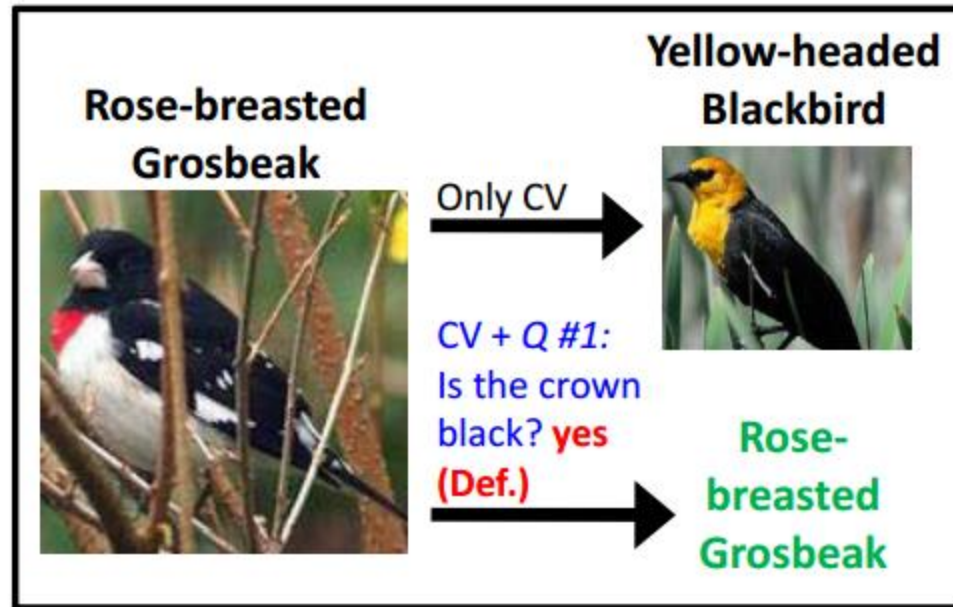 Rose-breasted
Grosbeak
Only CV
Yellow-headed
Blackbird
CV + Q #1:
Is the crown
black? yes
(Def.)
Rose-
breasted
Grosbeak